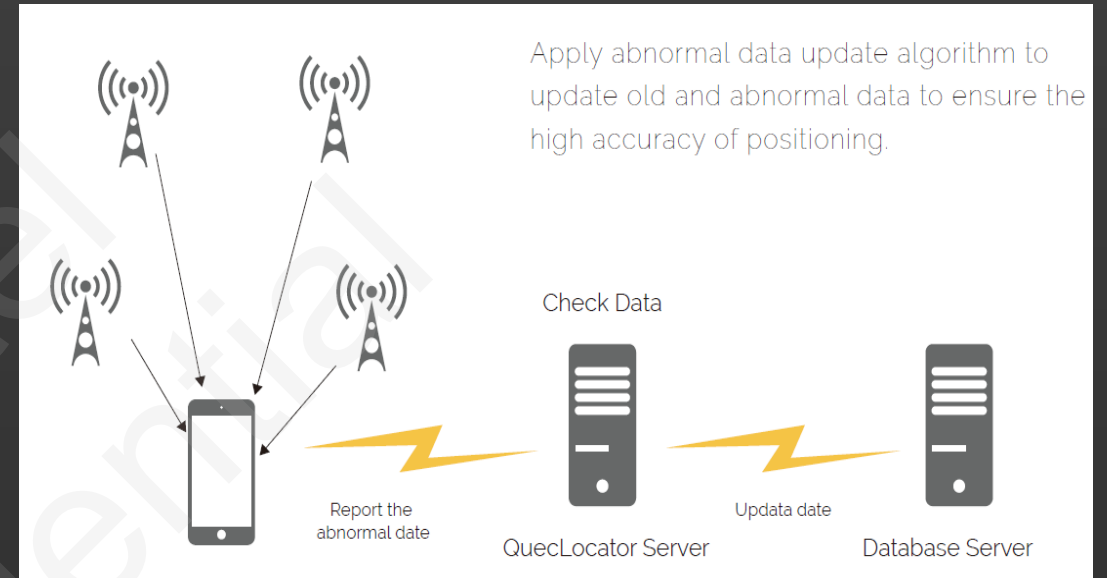 Apply abnormal data update algorithm to
update old and abnormal data to ensure the
high accuracy of positioning.
Check Data
Report the
abnormal date
Updata date
QuecLocator Server
Database Server